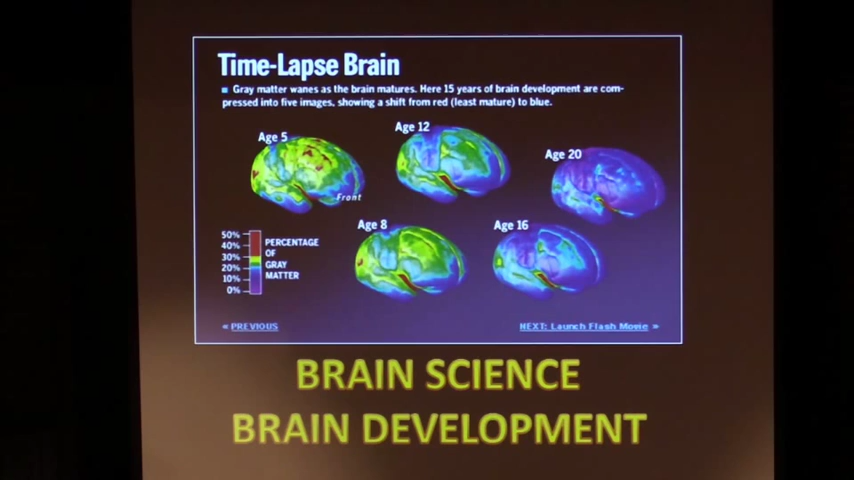 Time-Lapse Brain
Gray matter wanes as the brain matures. Here 15 years of brain development are com-
pressed into five images, showing a shift from red (least mature) to blue.
Age 5
Age 12
Age 20
Front
Age 8
Age 16
50%
40%
30%
20%
10%
0%
PERCENTAGE
OF
GRAY
MATTER
« PREVIOUS
NEXT: Launch Flash Movie »
BRAIN SCIENCE
BRAIN DEVELOPMENT